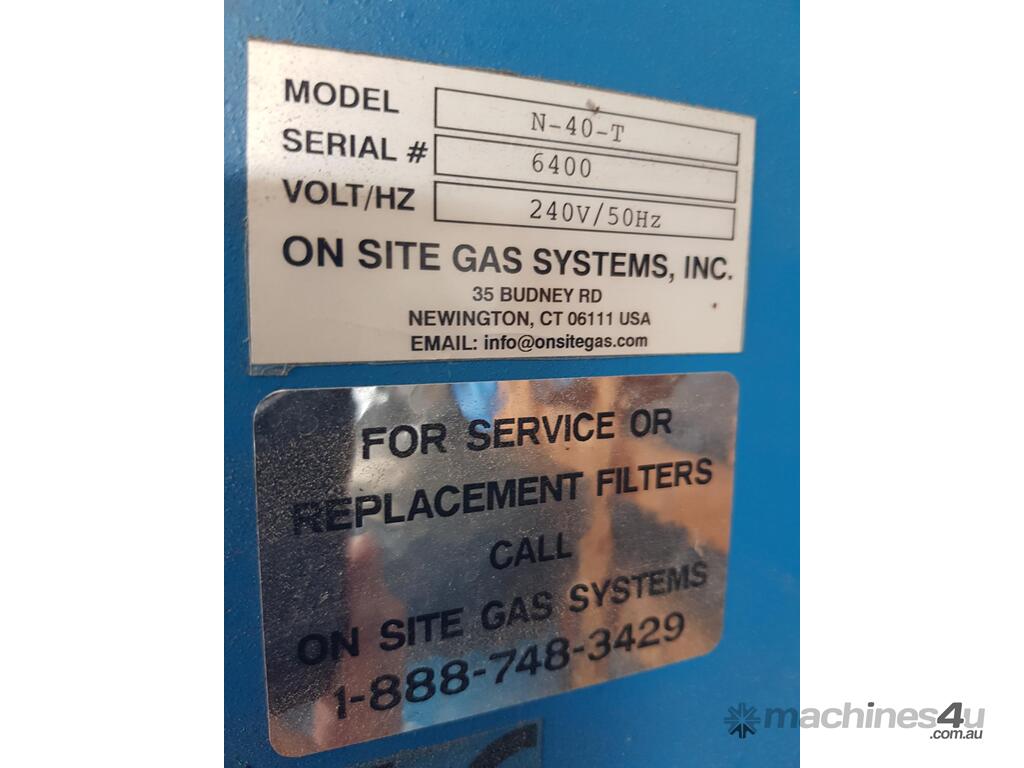 MODEL N-40-T
SERIAL # 6400
VOLT/HZ 240V/50Hz
ON SITE GAS SYSTEMS, INC.
35 BUDNEY RD
NEWINGTON, CT 06111 USA
EMAIL: info@onsitegas.com
FOR SERVICE OR
REPLACEMENT FILTERS
CALL
ON SITE GAS SYSTEMS
1-888-748-3429
machines4u
.com.au